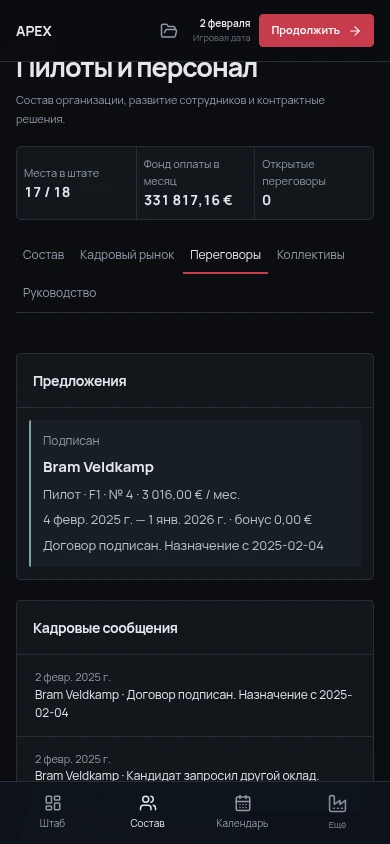 APEX
2 февраля
Игровая дата
Продолжить
Пилоты и персонал
Состав организации, развитие сотрудников и контрактные
решения.
Места в штате
17 / 18
Фонд оплаты в
месяц
331 817,16 €
Открытые
переговоры
0
Состав
Кадровый рынок
Переговоры
Коллективы
Руководство
Предложения
Подписан
Bram Veldkamp
Пилот · F1 · № 4 · 3 016,00 € / мес.
4 февр. 2025 г. — 1 янв. 2026 г. · бонус 0,00 €
Договор подписан. Назначение с 2025-02-04
Кадровые сообщения
2 февр. 2025 г.
Bram Veldkamp · Договор подписан. Назначение с 2025-
02-04
2 февр. 2025 г.
Bram Veldkamp · Кандидат запросил другой оклад.
Штаб
Состав
Календарь
Ещё